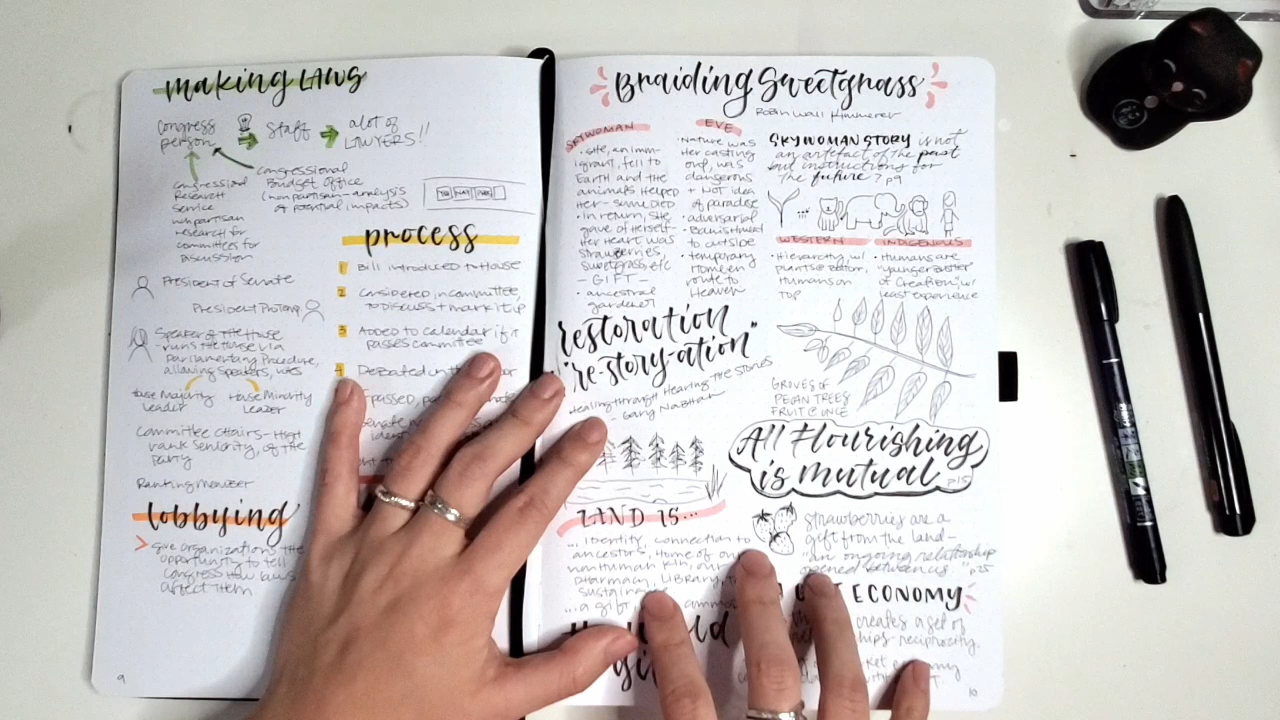 making LAWS
congress person
staff
a lot of LAWYERS!!
congressional
Research
service
nonpartisan
research for
committees for
discussion
congressional
Budget Office
(nonpartisan-analysis
of potential impacts)
President of Senate
President Protemp
Speaker of the House
runs the House via
parliamentary procedure,
allowing speakers, votes
House Majority
Leader
House Minority
Leader
Committee chairs-High
rank seniority, of the
party
Ranking Member
lobbying
> give organizations the
opportunity to tell
Congress how laws
affect them
9
process
1 Bill introduced to House
2 Considered in committee,
to discuss + mark it up
3 Added to calendar if it
passes committee
4 Debated in the
Braiding Sweetgrass
Robin Wall Kimmerer
SKYWOMAN
• she, an imm-
igrant, fell to
Earth and the
animals helped
her- some died
• In return, she
gave of herself-
Her heart was
strawberries,
sweetgrass etc
- GIFT -
• ancestral
gardener
EVE
• Nature was
her casting
out, was
dangerous
+ NOT idea
of paradise
• adversarial
• Banishment
to outside
• temporary
Home en
route to
Heaven
SKYWOMAN STORY is not
an artefact of the past
but instructions for
the future? p9
WESTERN
• Hierarchy w/
plants @ bottom,
Humans on
top
INDIGENOUS
• Humans are
"younger brother
of Creation" w/
least experience
restoration
"re-story-ation"
Healing through Hearing the stories
- Gary Nabhan
GROVES OF
PECAN TREES
FRUIT @ ONCE
All Flourishing
is mutual p15
LAND IS...
... identity, connection to
ancestors, Home of our
nonhuman kin, our
pharmacy, LIBRARY,
... a gift
strawberries are a
gift from the land-
"an ongoing relationship
opened between us." p25
ECONOMY
creates a set of
reciprocity.
10